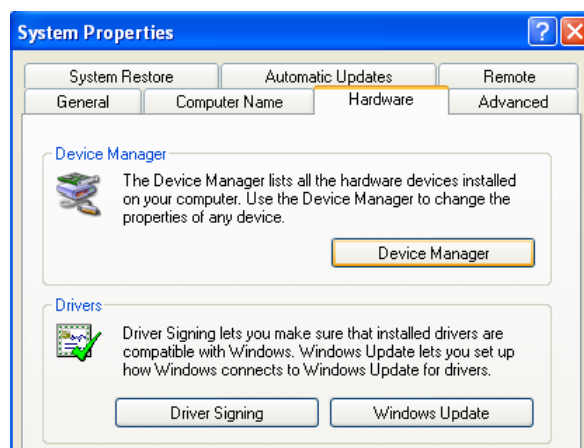 System Properties
System Restore Automatic Updates Remote
General Computer Name Hardware Advanced
Device Manager
The Device Manager lists all the hardware devices installed
on your computer. Use the Device Manager to change the
properties of any device.
Device Manager
Drivers
Driver Signing lets you make sure that installed drivers are
compatible with Windows. Windows Update lets you set up
how Windows connects to Windows Update for drivers.
Driver Signing Windows Update